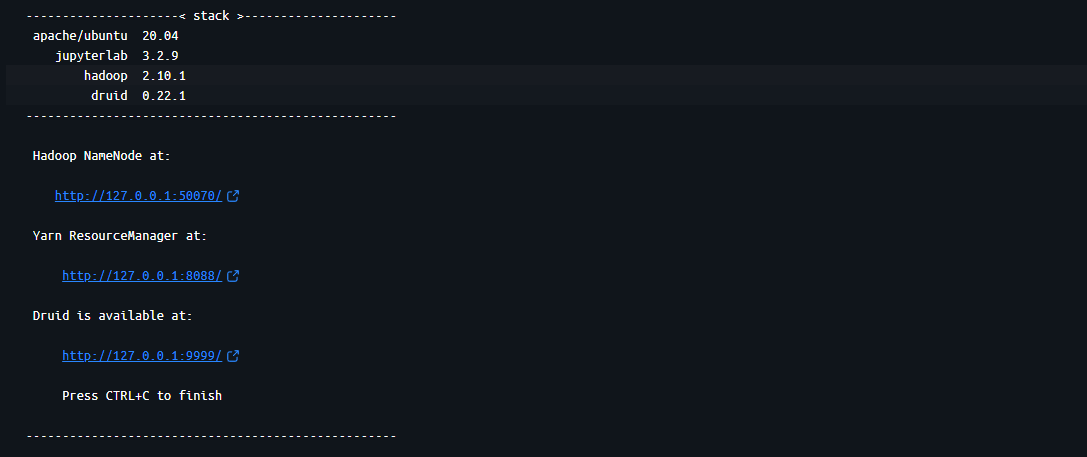 ---------------------< stack >---------------------
apache/ubuntu 20.04
jupyterlab 3.2.9
hadoop 2.10.1
druid 0.22.1
---------------------------------------------------
Hadoop NameNode at:
http://127.0.0.1:50070/
Yarn ResourceManager at:
http://127.0.0.1:8088/
Druid is available at:
http://127.0.0.1:9999/
Press CTRL+C to finish
---------------------------------------------------